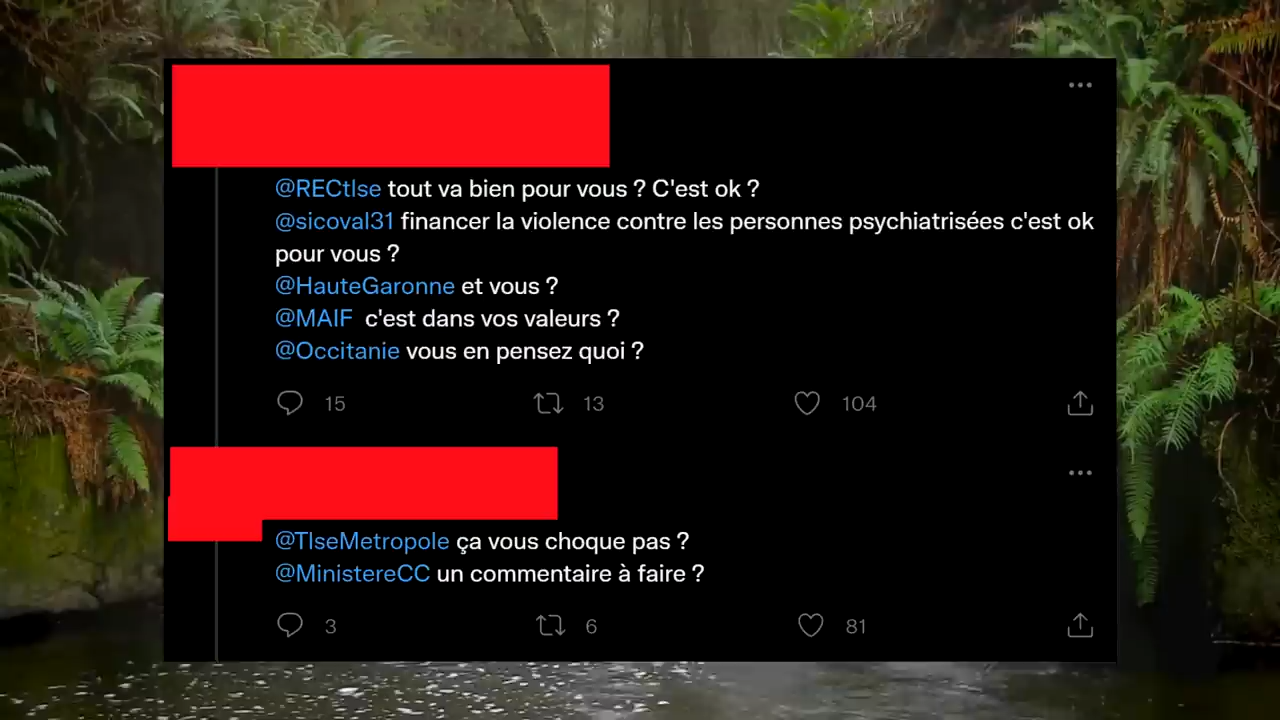 @RECtlse tout va bien pour vous ? C'est ok ?
@sicoval31 financer la violence contre les personnes psychiatrisées c'est ok
pour vous ?
@HauteGaronne et vous ?
@MAIF c'est dans vos valeurs ?
@Occitanie vous en pensez quoi ?
15 13 104
@TlseMetropole ça vous choque pas ?
@MinistereCC un commentaire à faire ?
3 6 81